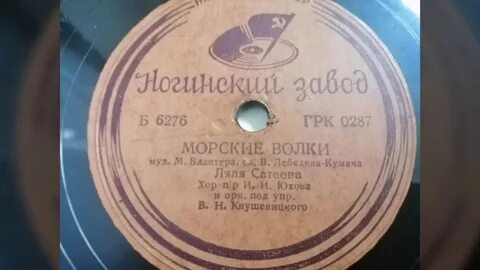 Ногинский завод
Б 6276 ГРК 0287
МОРСКИЕ ВОЛКИ
муз. М. Блантера, сл. В. Лебедева-Кумача
Ляля Сатеева
Хор п/р И. И. Юхова
и орк. под упр.
В. Н. Кнушевицкого